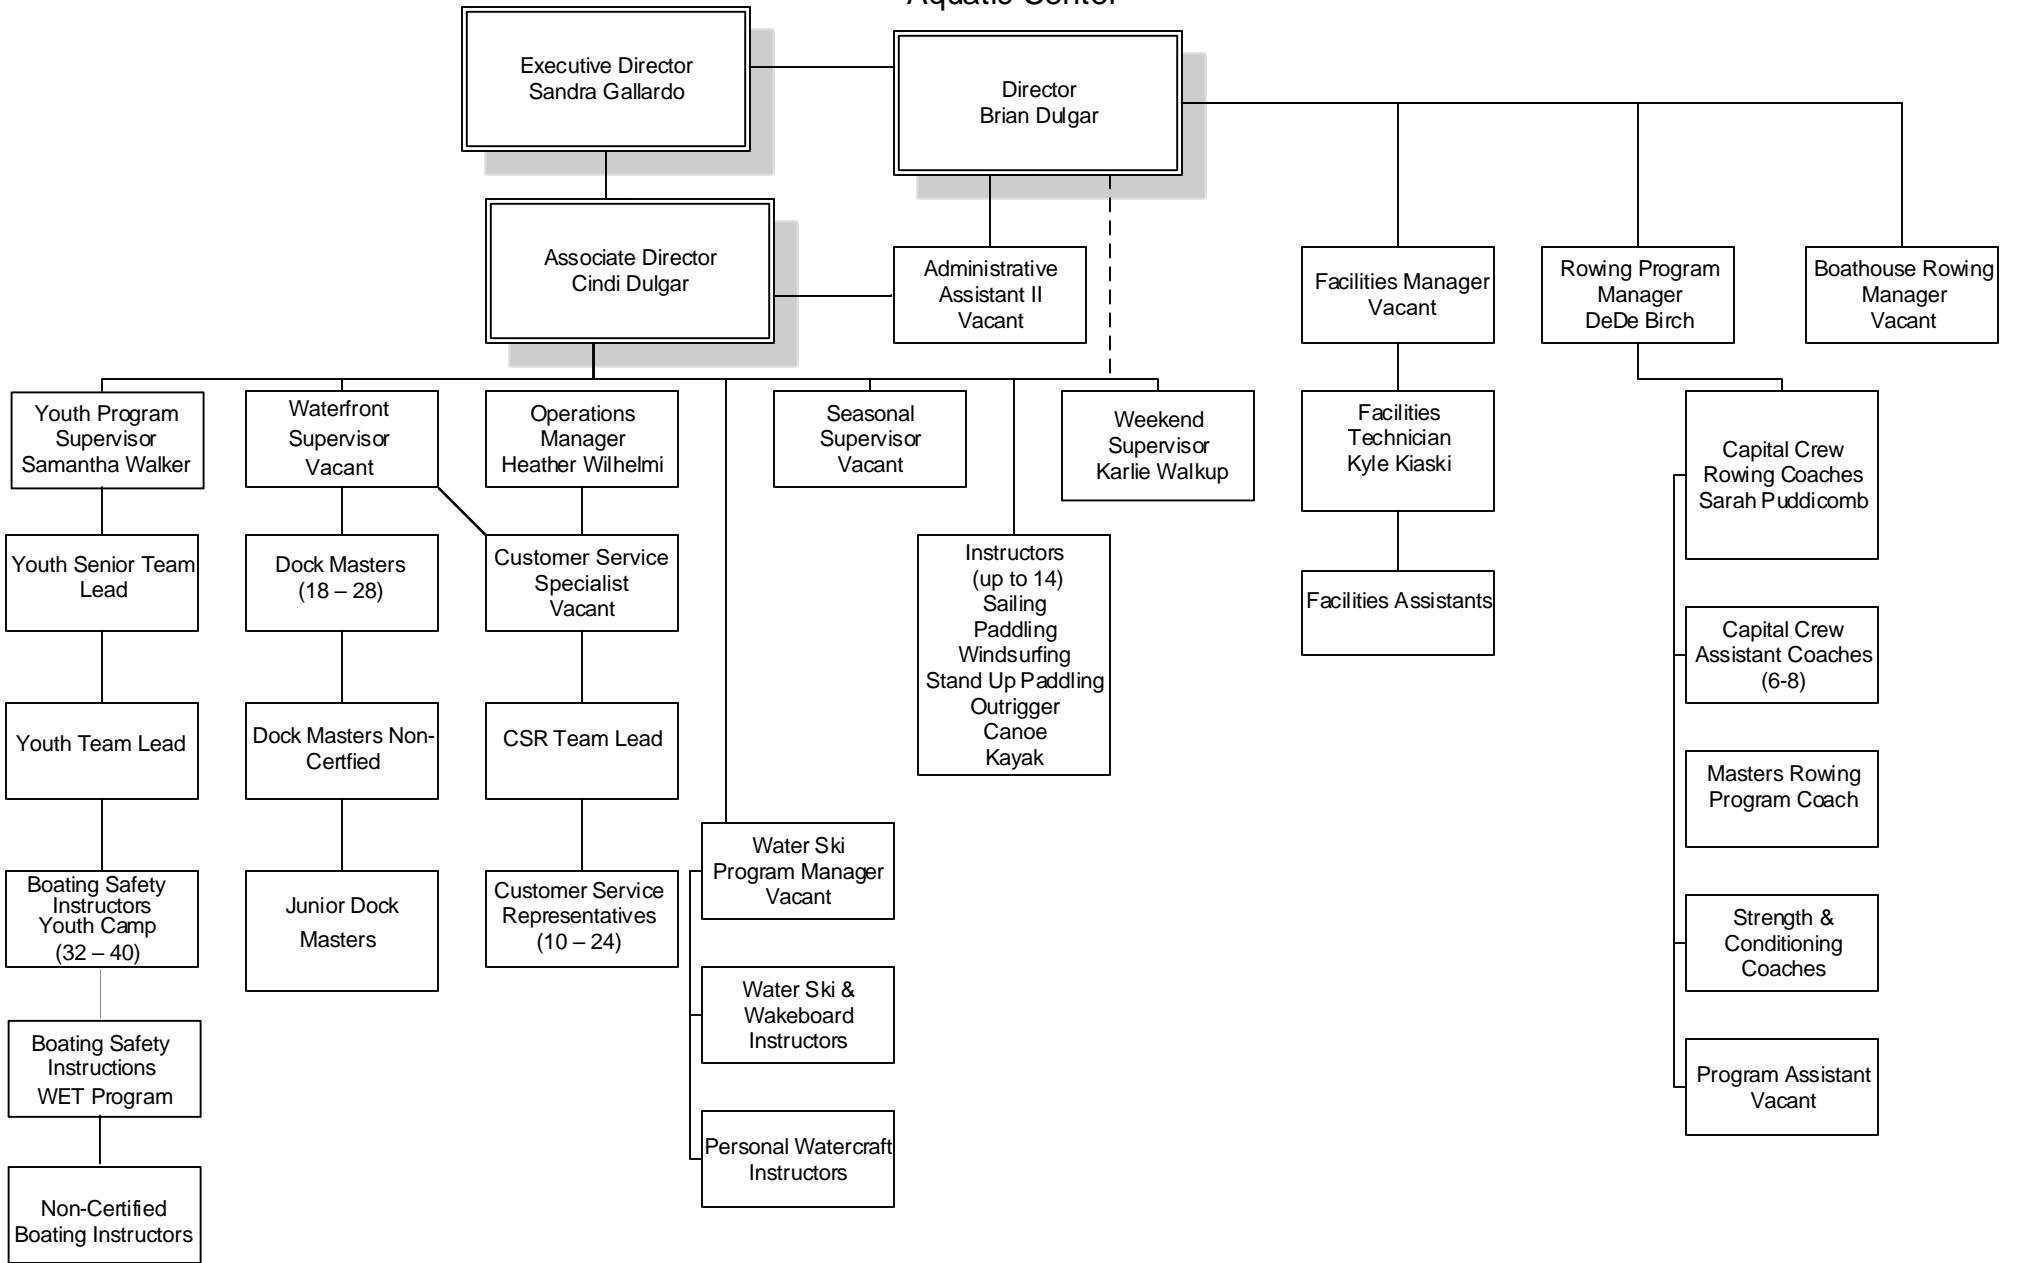 Aquatic Center
Executive Director
Sandra Gallardo
Director
Brian Dulgar
Associate Director
Cindi Dulgar
Administrative
Assistant II
Vacant
Facilities Manager
Vacant
Rowing Program
Manager
DeDe Birch
Boathouse Rowing
Manager
Vacant
Youth Program
Supervisor
Samantha Walker
Waterfront
Supervisor
Vacant
Operations
Manager
Heather Wilhelmi
Seasonal
Supervisor
Vacant
Weekend
Supervisor
Karlie Walkup
Facilities
Technician
Kyle Kiaski
Capital Crew
Rowing Coaches
Sarah Puddicomb
Youth Senior Team
Lead
Dock Masters
(18 – 28)
Customer Service
Specialist
Vacant
Instructors
(up to 14)
Sailing
Paddling
Windsurfing
Stand Up Paddling
Outrigger
Canoe
Kayak
Facilities Assistants
Capital Crew
Assistant Coaches
(6-8)
Youth Team Lead
Dock Masters Non-
Certfied
CSR Team Lead
Masters Rowing
Program Coach
Water Ski
Program Manager
Vacant
Boating Safety
Instructors
Youth Camp
(32 – 40)
Junior Dock
Masters
Customer Service
Representatives
(10 – 24)
Strength &
Conditioning
Coaches
Water Ski &
Wakeboard
Instructors
Boating Safety
Instructions
WET Program
Program Assistant
Vacant
Personal Watercraft
Instructors
Non-Certified
Boating Instructors